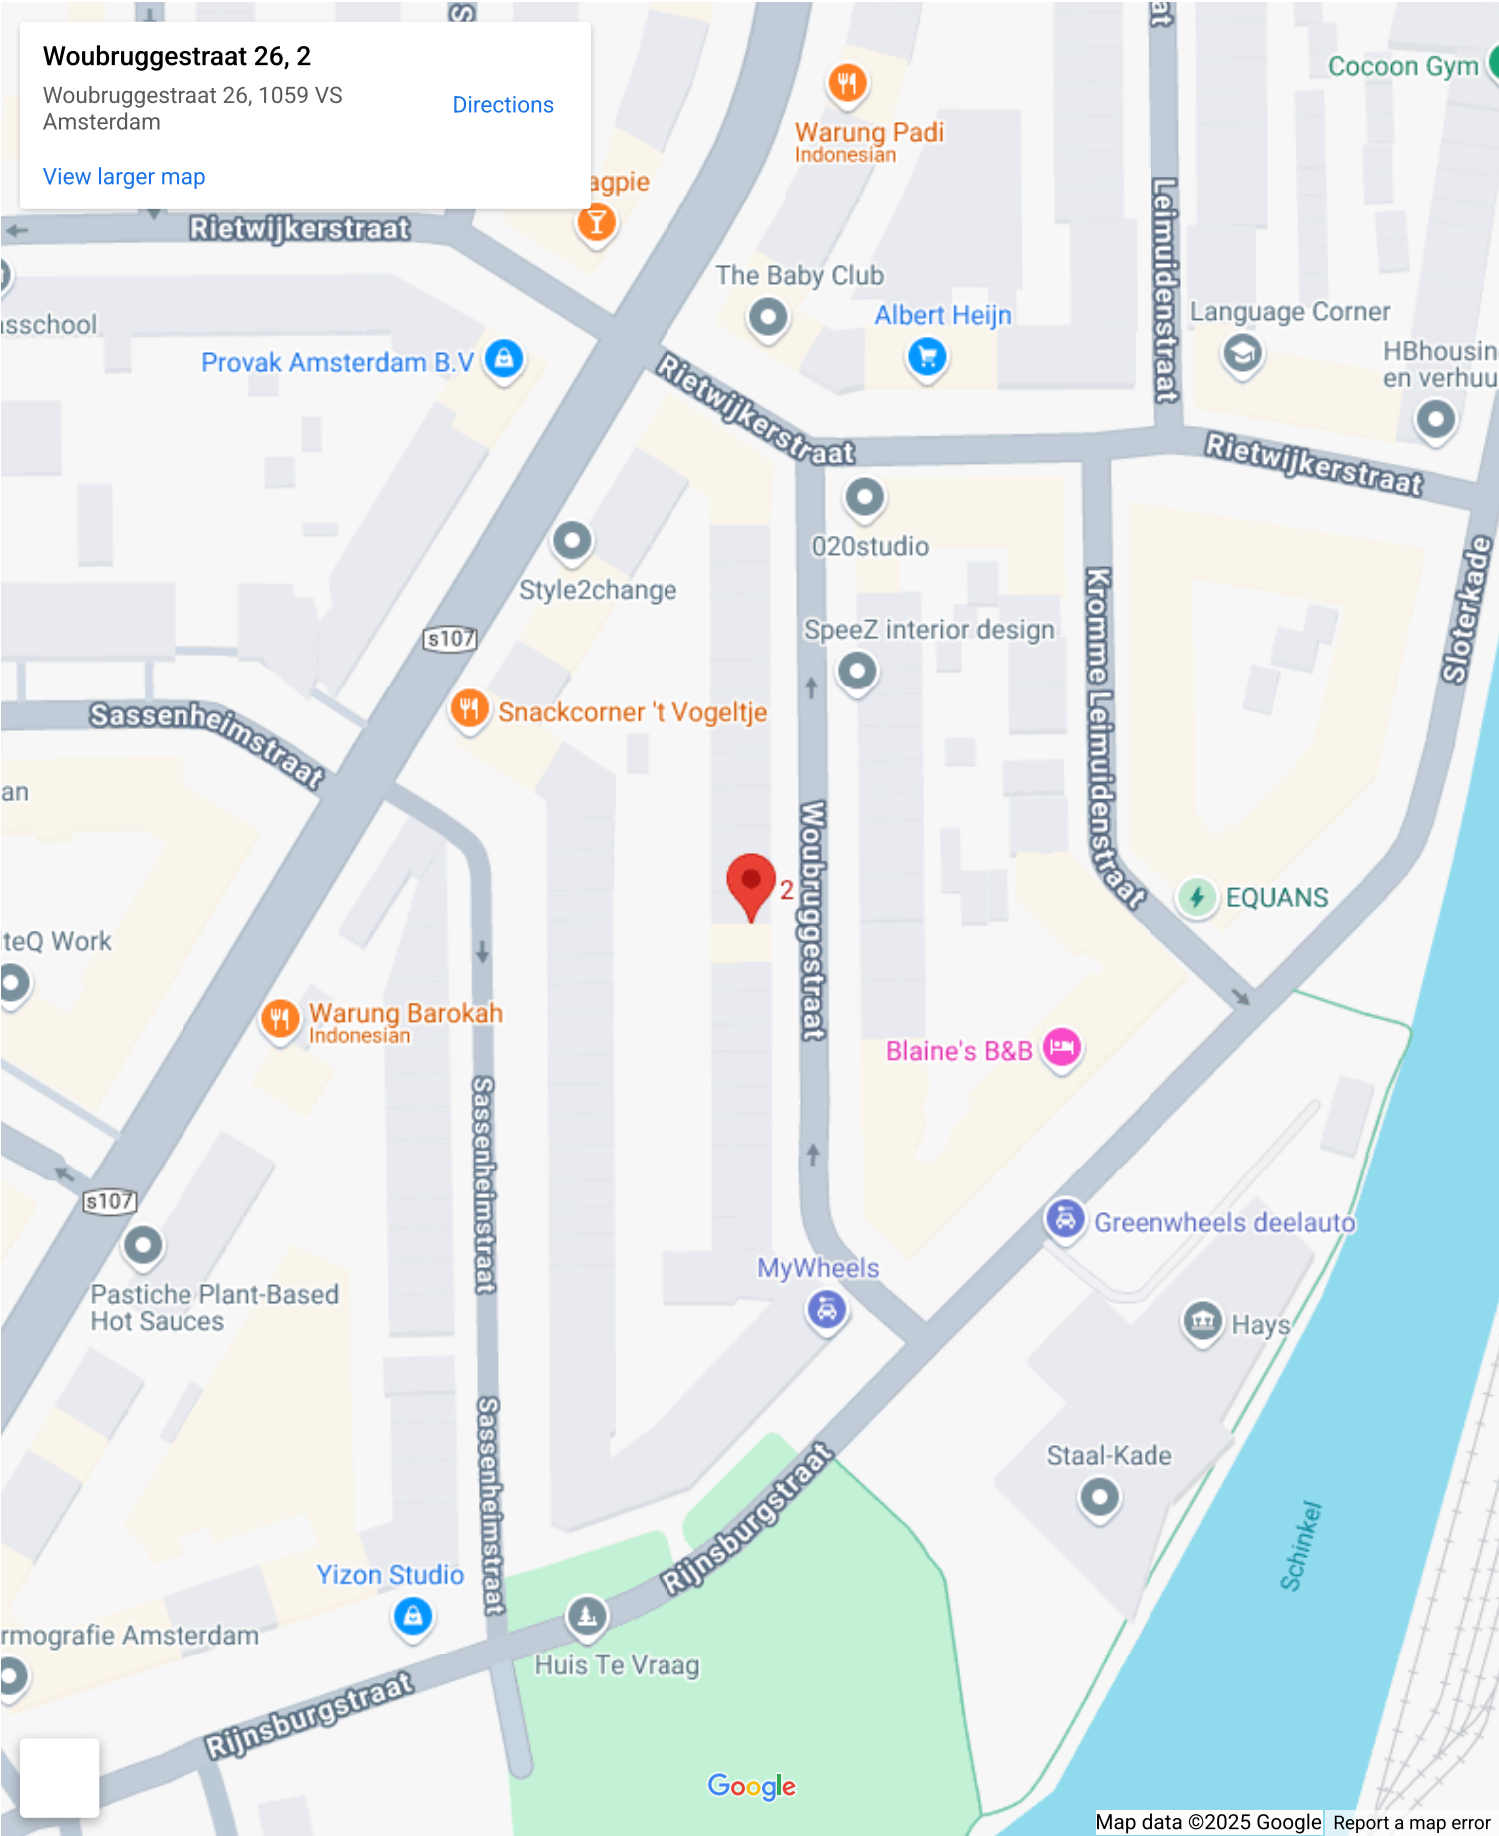 Woubruggestraat 26, 2
Woubruggestraat 26, 1059 VS
Amsterdam
Directions
View larger map
Cocoon Gym
Warung Padi
Indonesian
agpie
Rietwijkerstraat
Leimuidenstraat
The Baby Club
Albert Heijn
Language Corner
asschool
HBhousin
en verhuu
Provak Amsterdam B.V
Rietwijkerstraat
Rietwijkerstraat
020studio
Style2change
Sloterkade
s107
SpeeZ interior design
Kromme Leimuidenstraat
Sassenheimstraat
Snackcorner 't Vogeltje
an
Woubruggestraat
2
EQUANS
teQ Work
Warung Barokah
Indonesian
Blaine's B&B
Sassenheimstraat
s107
Greenwheels deelauto
MyWheels
Pastiche Plant-Based
Hot Sauces
Hays
Sassenheimstraat
Staal-Kade
Rijnsburgstraat
Schinkel
Yizon Studio
rmografie Amsterdam
Huis Te Vraag
Rijnsburgstraat
Google
Map data ©2025 Google
Report a map error